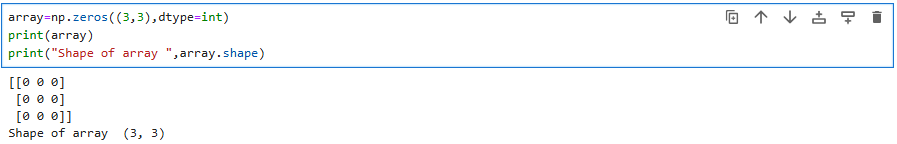 array=np.zeros((3,3),dtype=int)
print(array)
print("Shape of array ",array.shape)
[[0 0 0]
 [0 0 0]
 [0 0 0]]
Shape of array  (3, 3)